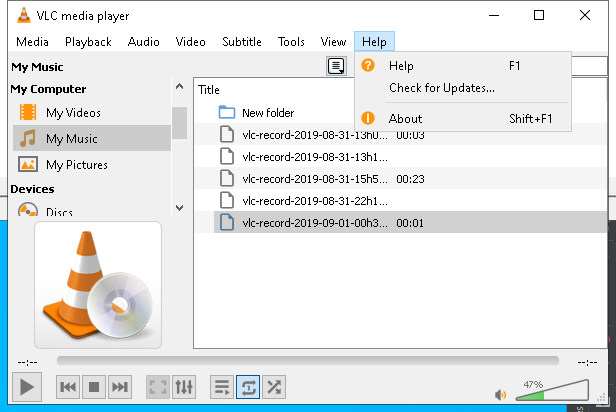 VLC media player
Media Playback Audio Video Subtitle Tools View Help
My Music
Help F1
My Computer
Check for Updates...
My Videos
Title
My Music
New folder
About Shift+F1
vlc-record-2019-08-31-13h0... 00:03
My Pictures
vlc-record-2019-08-31-13h1...
Devices
vlc-record-2019-08-31-15h5... 00:23
Discs
vlc-record-2019-08-31-22h1...
vlc-record-2019-09-01-00h3... 00:01
--:-- --:--
47%